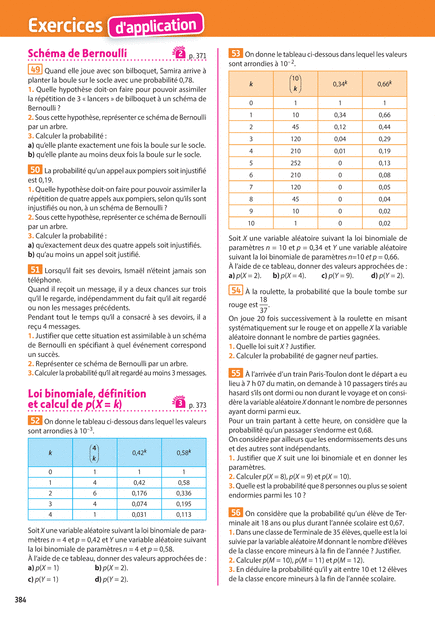 Exercices d'application
Schéma de Bernoulli 2 p. 371
49 Quand elle joue avec son bilboquet, Samira arrive à
planter la boule sur le socle avec une probabilité 0,78.
1. Quelle hypothèse doit-on faire pour pouvoir assimiler
la répétition de 3 « lancers » de bilboquet à un schéma de
Bernoulli ?
2. Sous cette hypothèse, représenter ce schéma de Bernoulli
par un arbre.
3. Calculer la probabilité :
a) qu'elle plante exactement une fois la boule sur le socle.
b) qu'elle plante au moins deux fois la boule sur le socle.
50 La probabilité qu'un appel aux pompiers soit injustifié
est 0,19.
1. Quelle hypothèse doit-on faire pour pouvoir assimiler la
répétition de quatre appels aux pompiers, selon qu'ils sont
injustifiés ou non, à un schéma de Bernoulli ?
2. Sous cette hypothèse, représenter ce schéma de Bernoulli
par un arbre.
3. Calculer la probabilité :
a) qu'exactement deux des quatre appels soit injustifiés.
b) qu'au moins un appel soit injustifié.
51 Lorsqu'il fait ses devoirs, Ismaël n'éteint jamais son
téléphone.
Quand il reçoit un message, il y a deux chances sur trois
qu'il le regarde, indépendamment du fait qu'il ait regardé
ou non les messages précédents.
Pendant tout le temps qu'il a consacré à ses devoirs, il a
reçu 4 messages.
1. Justifier que cette situation est assimilable à un schéma
de Bernoulli en spécifiant à quel événement correspond
un succès.
2. Représenter ce schéma de Bernoulli par un arbre.
3. Calculer la probabilité qu'il ait regardé au moins 3 messages.
Loi binomiale, définition
et calcul de p(X = k) 3 p. 373
52 On donne le tableau ci-dessous dans lequel les valeurs
sont arrondies à 10⁻³.
k (4 k) 0,42ᵏ 0,58ᵏ
0 1 1 1
1 4 0,42 0,58
2 6 0,176 0,336
3 4 0,074 0,195
4 1 0,031 0,113
Soit X une variable aléatoire suivant la loi binomiale de para-
mètres n = 4 et p = 0,42 et Y une variable aléatoire suivant
la loi binomiale de paramètres n = 4 et p = 0,58.
À l'aide de ce tableau, donner des valeurs approchées de :
a) p(X = 1) b) p(X = 2).
c) p(Y = 1) d) p(Y = 2).
384
53 On donne le tableau ci-dessous dans lequel les valeurs
sont arrondies à 10⁻².
k (10 k) 0,34ᵏ 0,66ᵏ
0 1 1 1
1 10 0,34 0,66
2 45 0,12 0,44
3 120 0,04 0,29
4 210 0,01 0,19
5 252 0 0,13
6 210 0 0,08
7 120 0 0,05
8 45 0 0,04
9 10 0 0,02
10 1 0 0,02
Soit X une variable aléatoire suivant la loi binomiale de
paramètres n = 10 et p = 0,34 et Y une variable aléatoire
suivant la loi binomiale de paramètres n=10 et p = 0,66.
À l'aide de ce tableau, donner des valeurs approchées de :
a) p(X = 2). b) p(X = 4). c) p(Y = 9). d) p(Y = 2).
54 À la roulette, la probabilité que la boule tombe sur
rouge est 18/37.
On joue 20 fois successivement à la roulette en misant
systématiquement sur le rouge et on appelle X la variable
aléatoire donnant le nombre de parties gagnées.
1. Quelle loi suit X ? Justifier.
2. Calculer la probabilité de gagner neuf parties.
55 À l'arrivée d'un train Paris-Toulon dont le départ a eu
lieu à 7 h 07 du matin, on demande à 10 passagers tirés au
hasard s'ils ont dormi ou non durant le voyage et on consi-
dère la variable aléatoire X donnant le nombre de personnes
ayant dormi parmi eux.
Pour un train partant à cette heure, on considère que la
probabilité qu'un passager s'endorme est 0,68.
On considère par ailleurs que les endormissements des uns
et des autres sont indépendants.
1. Justifier que X suit une loi binomiale et en donner les
paramètres.
2. Calculer p(X = 8), p(X = 9) et p(X = 10).
3. Quelle est la probabilité que 8 personnes ou plus se soient
endormies parmi les 10 ?
56 On considère que la probabilité qu'un élève de Ter-
minale ait 18 ans ou plus durant l'année scolaire est 0,67.
1. Dans une classe de Terminale de 35 élèves, quelle est la loi
suivie par la variable aléatoire M donnant le nombre d'élèves
de la classe encore mineurs à la fin de l'année ? Justifier.
2. Calculer p(M = 10), p(M = 11) et p(M = 12).
3. En déduire la probabilité qu'il y ait entre 10 et 12 élèves
de la classe encore mineurs à la fin de l'année scolaire.